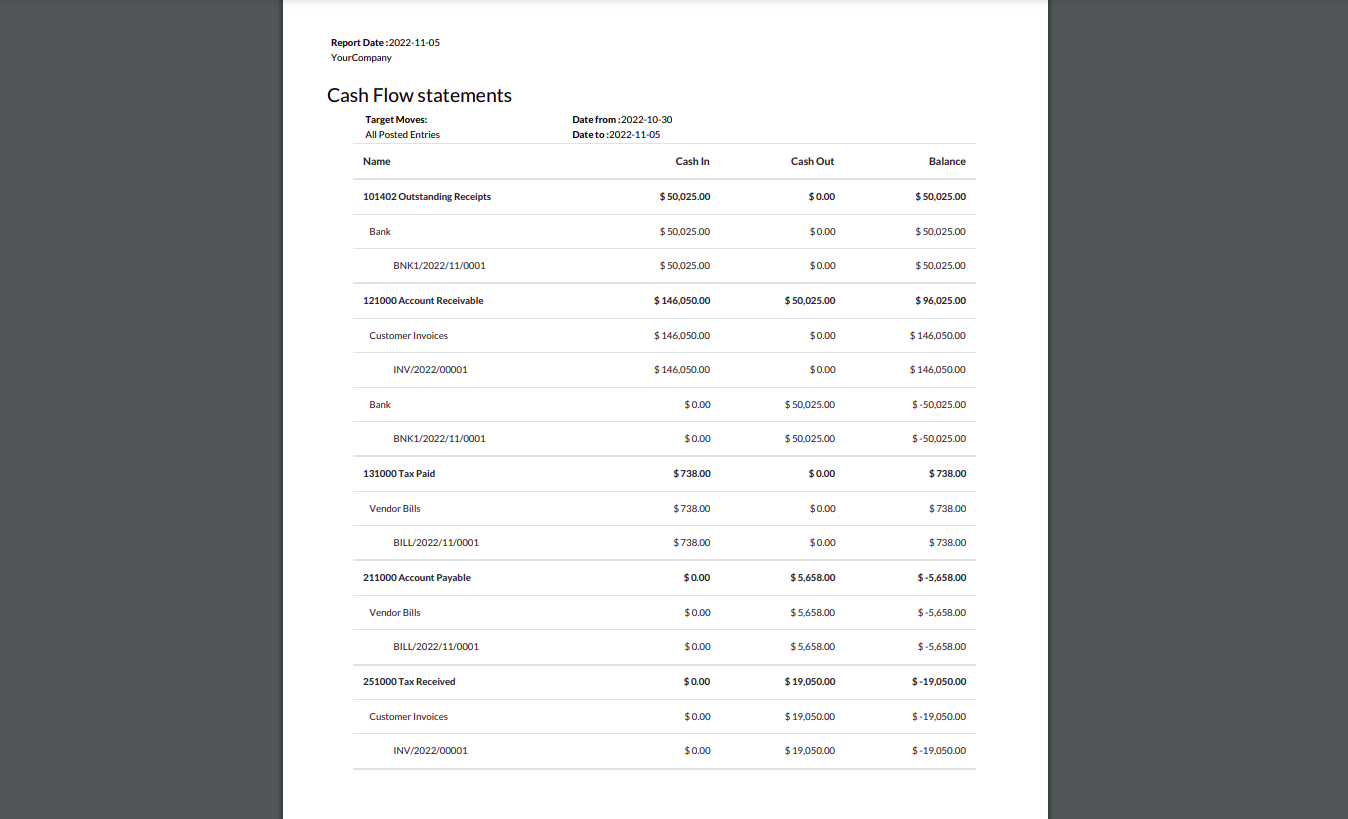 Report Date :2022-11-05
YourCompany
Cash Flow statements
Target Moves: Date from :2022-10-30
All Posted Entries Date to :2022-11-05
Name Cash In Cash Out Balance
101402 Outstanding Receipts $ 50,025.00 $ 0.00 $ 50,025.00
Bank $ 50,025.00 $ 0.00 $ 50,025.00
BNK1/2022/11/0001 $ 50,025.00 $ 0.00 $ 50,025.00
121000 Account Receivable $ 146,050.00 $ 50,025.00 $ 96,025.00
Customer Invoices $ 146,050.00 $ 0.00 $ 146,050.00
INV/2022/00001 $ 146,050.00 $ 0.00 $ 146,050.00
Bank $ 0.00 $ 50,025.00 $ -50,025.00
BNK1/2022/11/0001 $ 0.00 $ 50,025.00 $ -50,025.00
131000 Tax Paid $ 738.00 $ 0.00 $ 738.00
Vendor Bills $ 738.00 $ 0.00 $ 738.00
BILL/2022/11/0001 $ 738.00 $ 0.00 $ 738.00
211000 Account Payable $ 0.00 $ 5,658.00 $ -5,658.00
Vendor Bills $ 0.00 $ 5,658.00 $ -5,658.00
BILL/2022/11/0001 $ 0.00 $ 5,658.00 $ -5,658.00
251000 Tax Received $ 0.00 $ 19,050.00 $ -19,050.00
Customer Invoices $ 0.00 $ 19,050.00 $ -19,050.00
INV/2022/00001 $ 0.00 $ 19,050.00 $ -19,050.00